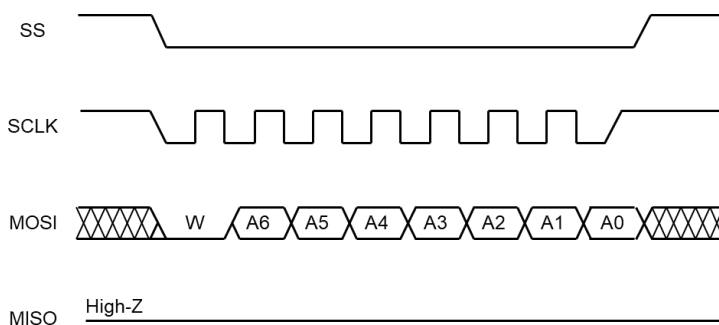 SS
SCLK
MOSI W A6 A5 A4 A3 A2 A1 A0
High-Z
MISO